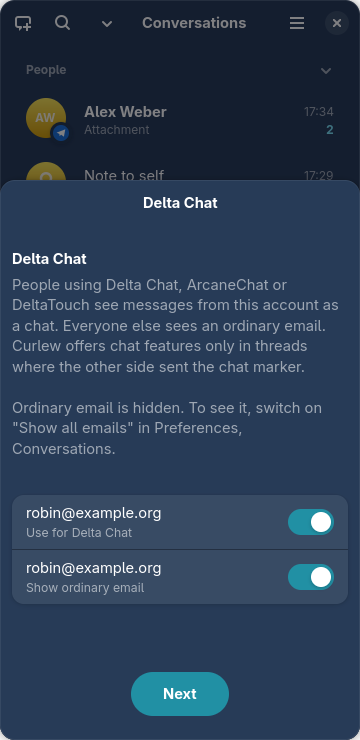 Conversations
People
AW
Alex Weber
17:34
Attachment
2
Note to self
17:29
Delta Chat
Delta Chat
People using Delta Chat, ArcaneChat or
DeltaTouch see messages from this account as
a chat. Everyone else sees an ordinary email.
Curlew offers chat features only in threads
where the other side sent the chat marker.
Ordinary email is hidden. To see it, switch on
"Show all emails" in Preferences,
Conversations.
robin@example.org
Use for Delta Chat
robin@example.org
Show ordinary email
Next